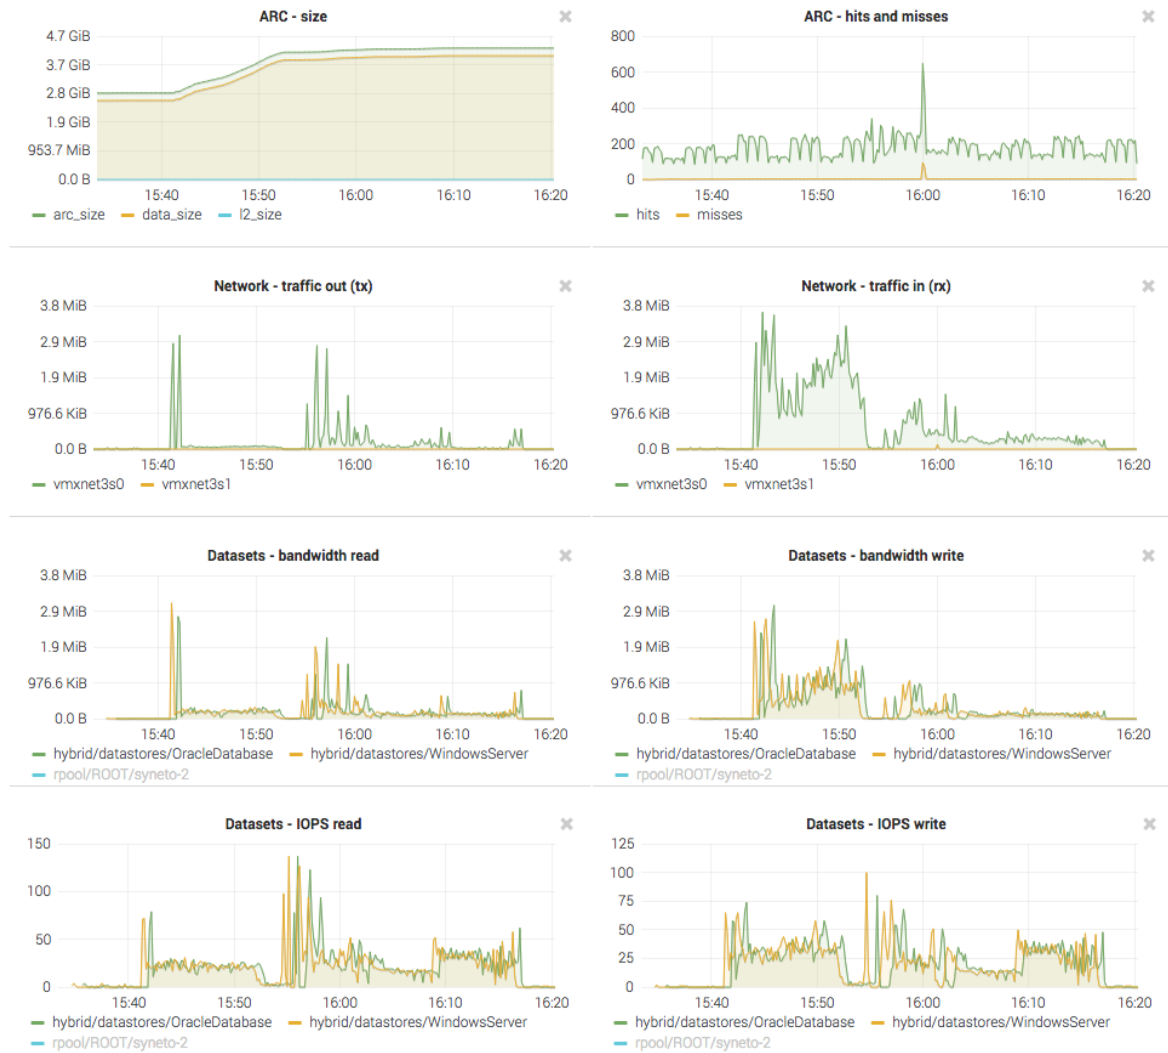 ARC - size
4.7 GiB
3.7 GiB
2.8 GiB
1.9 GiB
953.7 MiB
0.0 B
15:40 15:50 16:00 16:10 16:20
arc_size data_size l2_size
ARC - hits and misses
800
600
400
200
0
15:40 15:50 16:00 16:10 16:20
hits misses
Network - traffic out (tx)
3.8 MiB
2.9 MiB
1.9 MiB
976.6 KiB
0.0 B
15:40 15:50 16:00 16:10 16:20
vmxnet3s0 vmxnet3s1
Network - traffic in (rx)
3.8 MiB
2.9 MiB
1.9 MiB
976.6 KiB
0.0 B
15:40 15:50 16:00 16:10 16:20
vmxnet3s0 vmxnet3s1
Datasets - bandwidth read
3.8 MiB
2.9 MiB
1.9 MiB
976.6 KiB
0.0 B
15:40 15:50 16:00 16:10 16:20
hybrid/datastores/OracleDatabase hybrid/datastores/WindowsServer
rpool/ROOT/syneto-2
Datasets - bandwidth write
3.8 MiB
2.9 MiB
1.9 MiB
976.6 KiB
0.0 B
15:40 15:50 16:00 16:10 16:20
hybrid/datastores/OracleDatabase hybrid/datastores/WindowsServer
rpool/ROOT/syneto-2
Datasets - IOPS read
150
100
50
0
15:40 15:50 16:00 16:10 16:20
hybrid/datastores/OracleDatabase hybrid/datastores/WindowsServer
rpool/ROOT/syneto-2
Datasets - IOPS write
125
100
75
50
25
0
15:40 15:50 16:00 16:10 16:20
hybrid/datastores/OracleDatabase hybrid/datastores/WindowsServer
rpool/ROOT/syneto-2